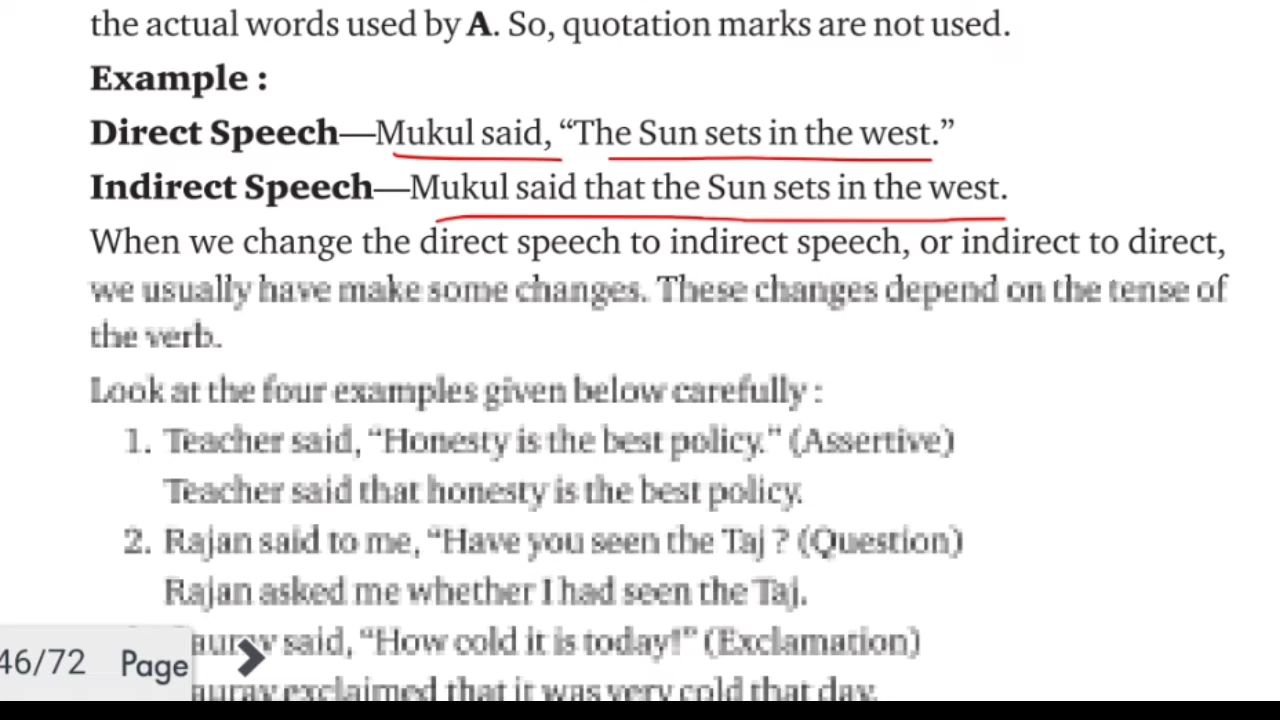 the actual words used by A. So, quotation marks are not used.
Example :
Direct Speech—Mukul said, “The Sun sets in the west.”
Indirect Speech—Mukul said that the Sun sets in the west.
When we change the direct speech to indirect speech, or indirect to direct,
we usually have make some changes. These changes depend on the tense of
the verb.
Look at the four examples given below carefully :
1. Teacher said, “Honesty is the best policy.” (Assertive)
Teacher said that honesty is the best policy.
2. Rajan said to me, “Have you seen the Taj ? (Question)
Rajan asked me whether I had seen the Taj.
said, “How cold it is today!” (Exclamation)
exclaimed that it was very cold that day.
46/72 Page